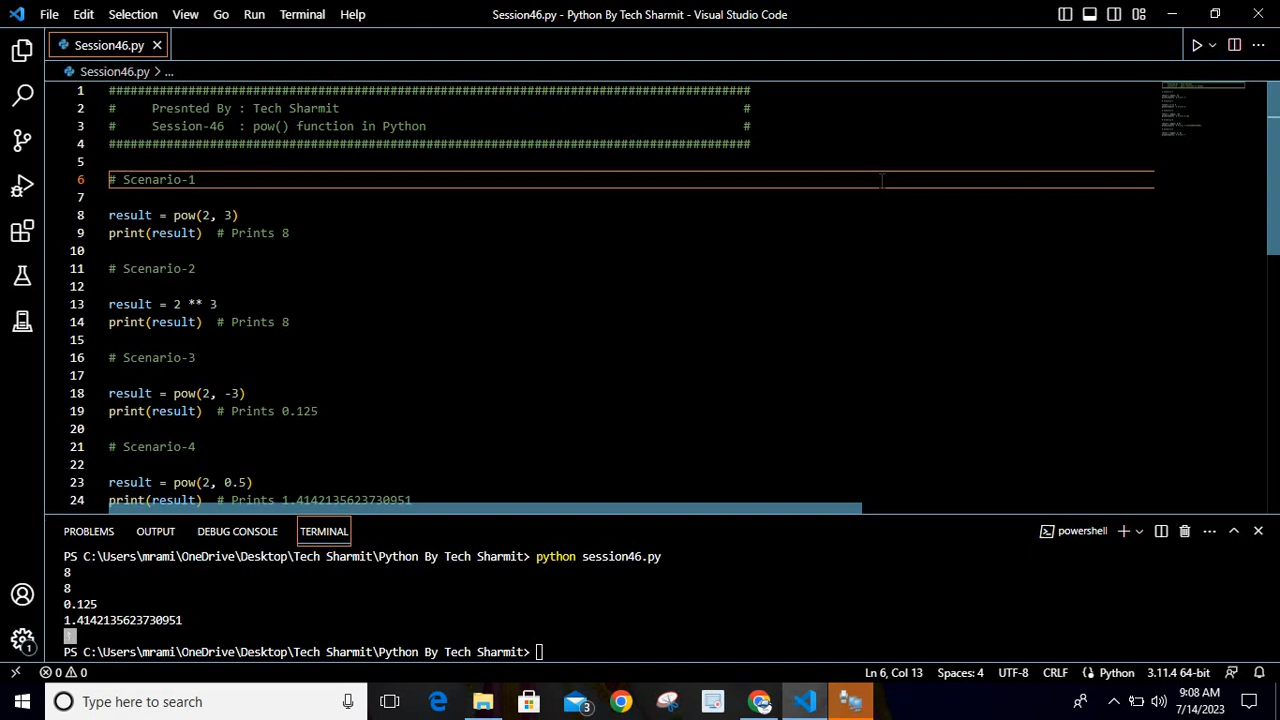 File Edit Selection View Go Run Terminal Help
Session46.py - Python By Tech Sharmit - Visual Studio Code
Session46.py
Session46.py > ...
1 #########################################################################################
2 # Presnted By : Tech Sharmit #
3 # Session-46 : pow() function in Python #
4 #########################################################################################
5
6 # Scenario-1
7
8 result = pow(2, 3)
9 print(result) # Prints 8
10
11 # Scenario-2
12
13 result = 2 ** 3
14 print(result) # Prints 8
15
16 # Scenario-3
17
18 result = pow(2, -3)
19 print(result) # Prints 0.125
20
21 # Scenario-4
22
23 result = pow(2, 0.5)
24 print(result) # Prints 1.4142135623730951
PROBLEMS OUTPUT DEBUG CONSOLE TERMINAL
powershell
PS C:\Users\mrami\OneDrive\Desktop\Tech Sharmit\Python By Tech Sharmit> python session46.py
8
8
0.125
1.4142135623730951
PS C:\Users\mrami\OneDrive\Desktop\Tech Sharmit\Python By Tech Sharmit>
1
0 0
Ln 6, Col 13 Spaces: 4 UTF-8 CRLF Python 3.11.4 64-bit
Type here to search
3
9:08 AM
7/14/2023